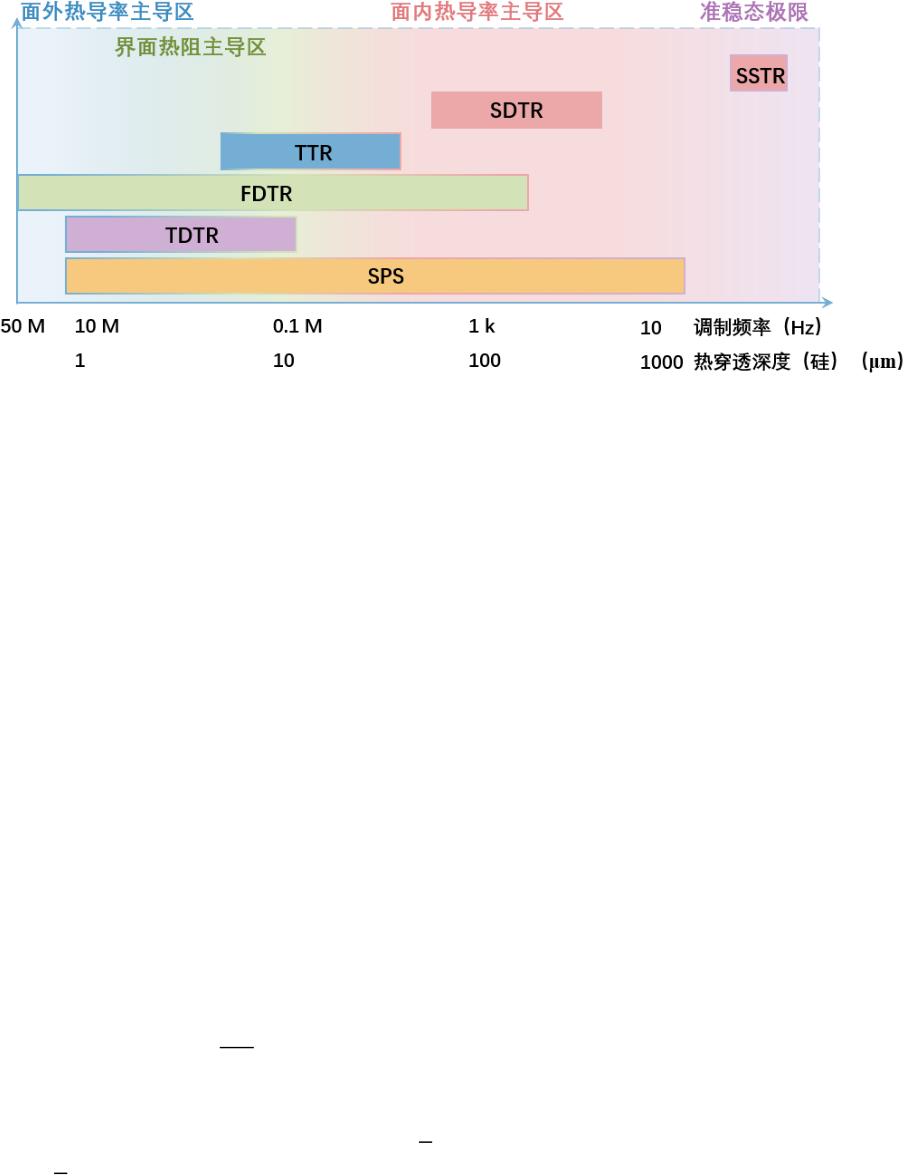 面外热导率主导区 面内热导率主导区 准稳态极限
界面热阻主导区
SSTR
SDTR
TTR
FDTR
TDTR
SPS
50 M 10 M 0.1 M 1 k 10 调制频率（Hz）
1 10 100 1000 热穿透深度（硅）（μm）